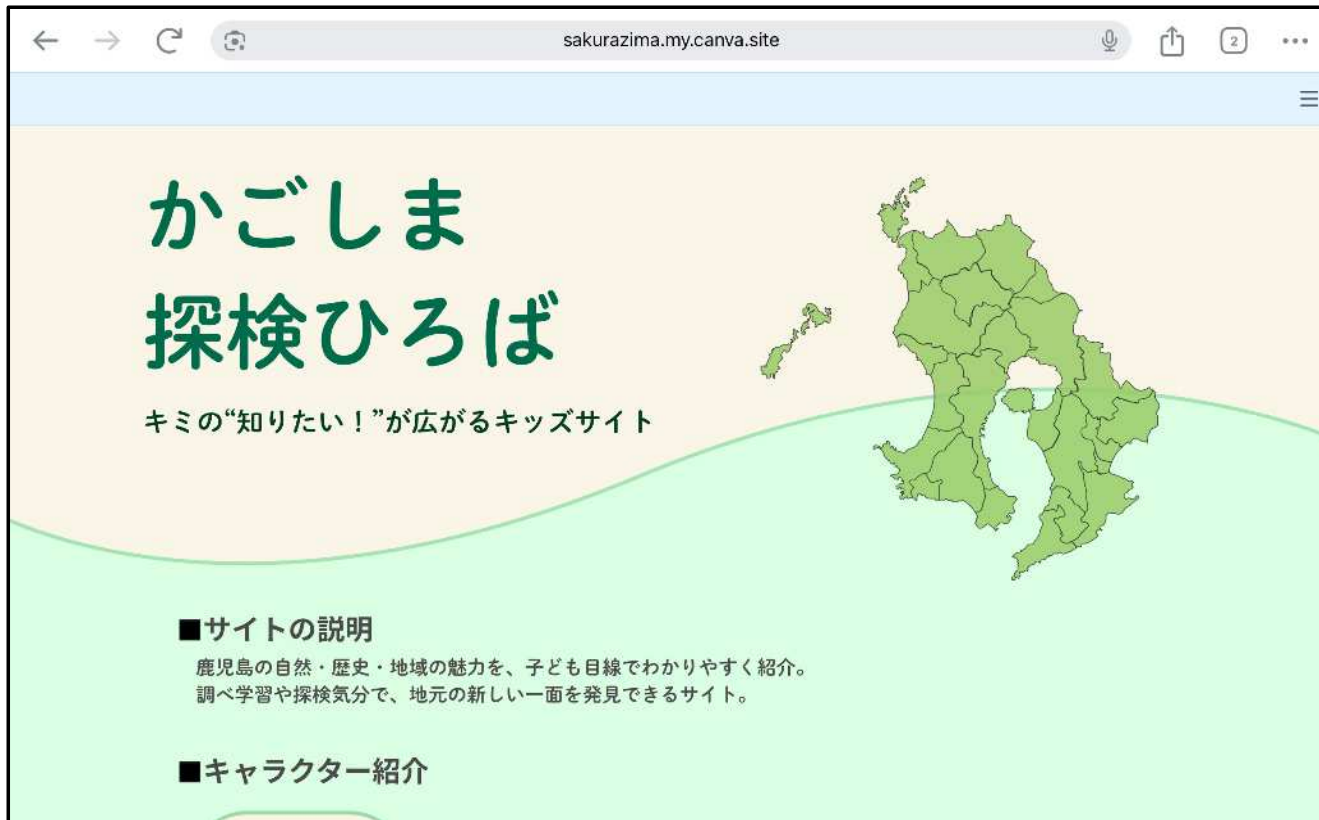 sakurazima.my.canva.site
2
かごしま
探検ひろば
キミの“知りたい！”が広がるキッズサイト
■サイトの説明
鹿児島の自然・歴史・地域の魅力を、子ども目線でわかりやすく紹介。
調べ学習や探検気分で、地元の新しい一面を発見できるサイト。
■キャラクター紹介